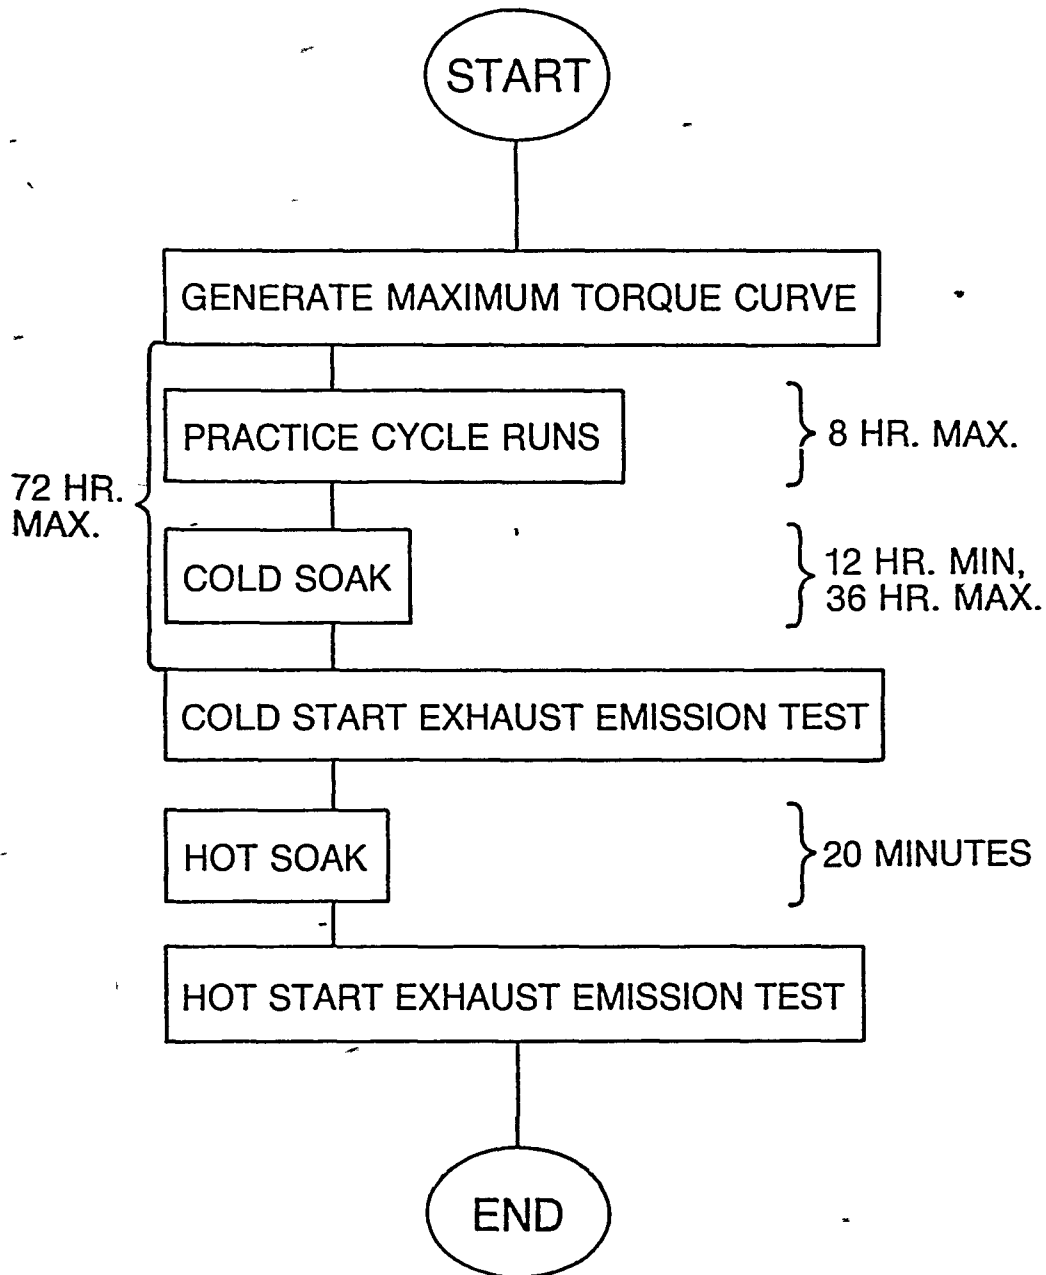 START
GENERATE MAXIMUM TORQUE CURVE
PRACTICE CYCLE RUNS
8 HR. MAX.
72 HR.
MAX.
COLD SOAK
12 HR. MIN,
36 HR. MAX.
COLD START EXHAUST EMISSION TEST
HOT SOAK
20 MINUTES
HOT START EXHAUST EMISSION TEST
END